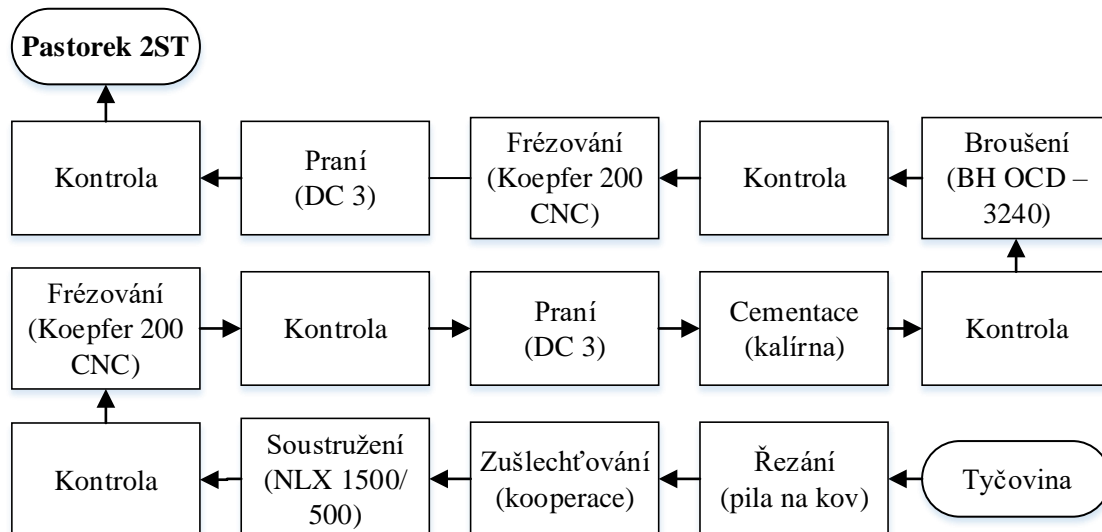 Pastorek 2ST
Kontrola
Praní
(DC 3)
Frézování
(Koepfer 200
CNC)
Kontrola
Broušení
(BH OCD –
3240)
Frézování
(Koepfer 200
CNC)
Kontrola
Praní
(DC 3)
Cementace
(kalírna)
Kontrola
Kontrola
Soustružení
(NLX 1500/
500)
Zušlechťování
(kooperace)
Řezání
(pila na kov)
Tyčovina